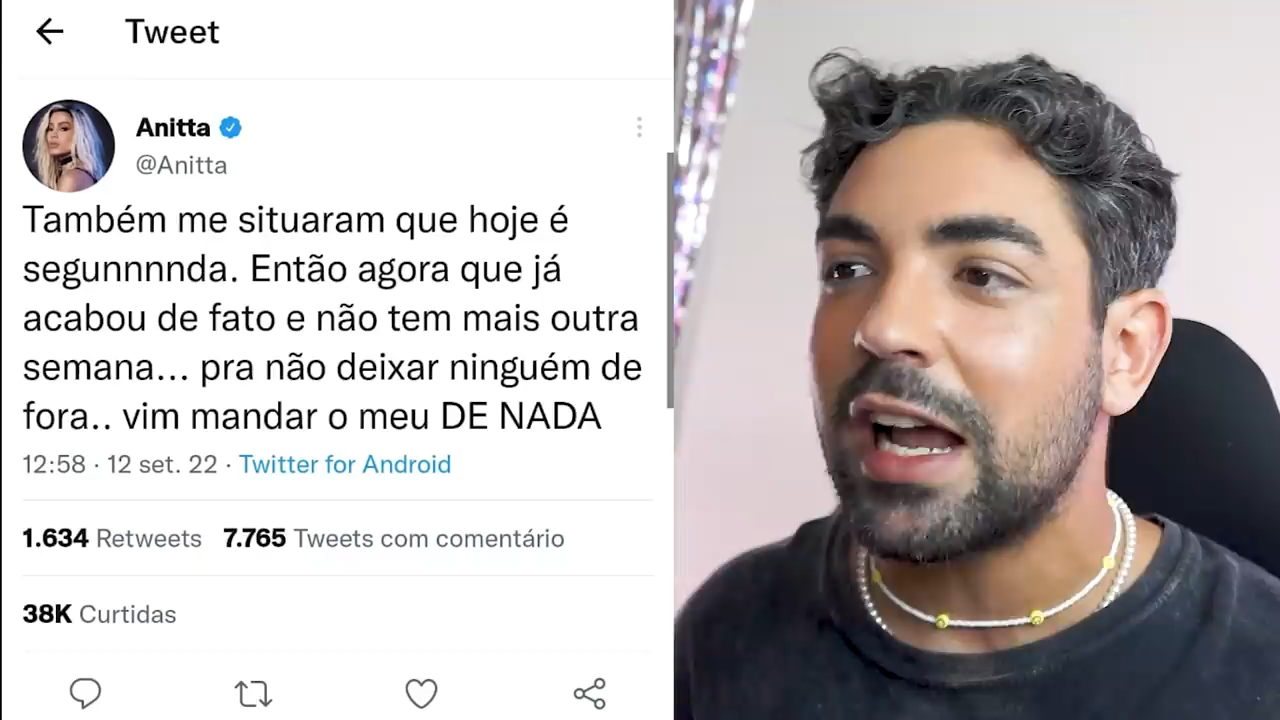 Tweet
Anitta
@Anitta
Também me situaram que hoje é
segunnnnda. Então agora que já
acabou de fato e não tem mais outra
semana... pra não deixar ninguém de
fora.. vim mandar o meu DE NADA
12:58 · 12 set. 22 · Twitter for Android
1.634 Retweets 7.765 Tweets com comentário
38K Curtidas